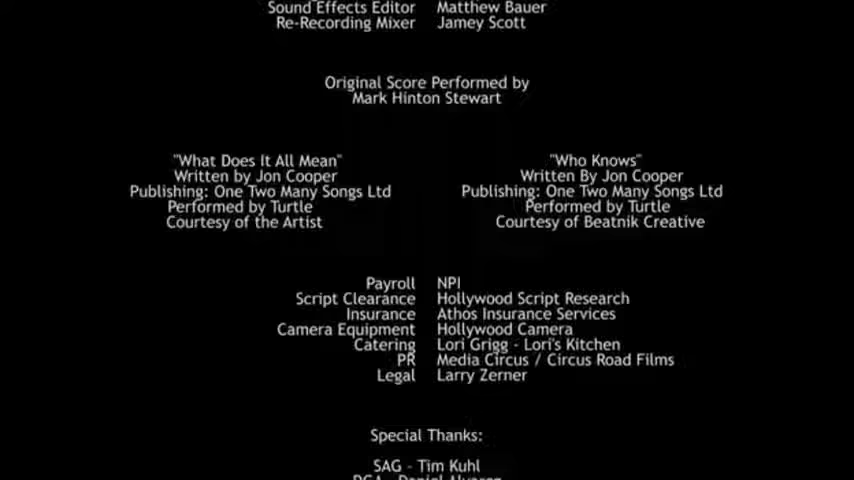 Sound Effects Editor Matthew Bauer
Re-Recording Mixer Jamey Scott
Original Score Performed by
Mark Hinton Stewart
"What Does It All Mean"
Written by Jon Cooper
Publishing: One Two Many Songs Ltd
Performed by Turtle
Courtesy of the Artist
"Who Knows"
Written By Jon Cooper
Publishing: One Two Many Songs Ltd
Performed by Turtle
Courtesy of Beatnik Creative
Payroll NPI
Script Clearance Hollywood Script Research
Insurance Athos Insurance Services
Camera Equipment Hollywood Camera
Catering Lori Grigg - Lori's Kitchen
PR Media Circus / Circus Road Films
Legal Larry Zerner
Special Thanks:
SAG - Tim Kuhl
DGA - Daniel Alvarez